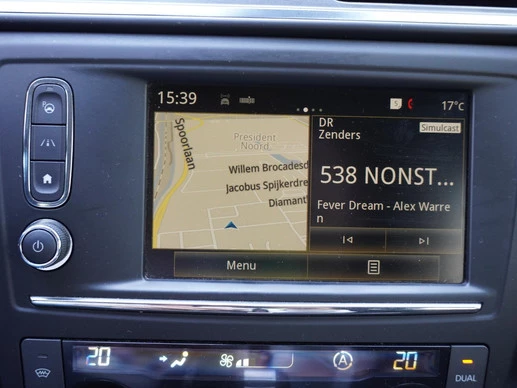 15:39
5
17°c
DR
Zenders
Simulcast
Spoorlaan
President
Noord.
Willem Brocadesd
Jacobus Spijkerdre
Diamant
538 NONST...
Fever Dream - Alex Warre
n
Menu
20
A
20
DUAL